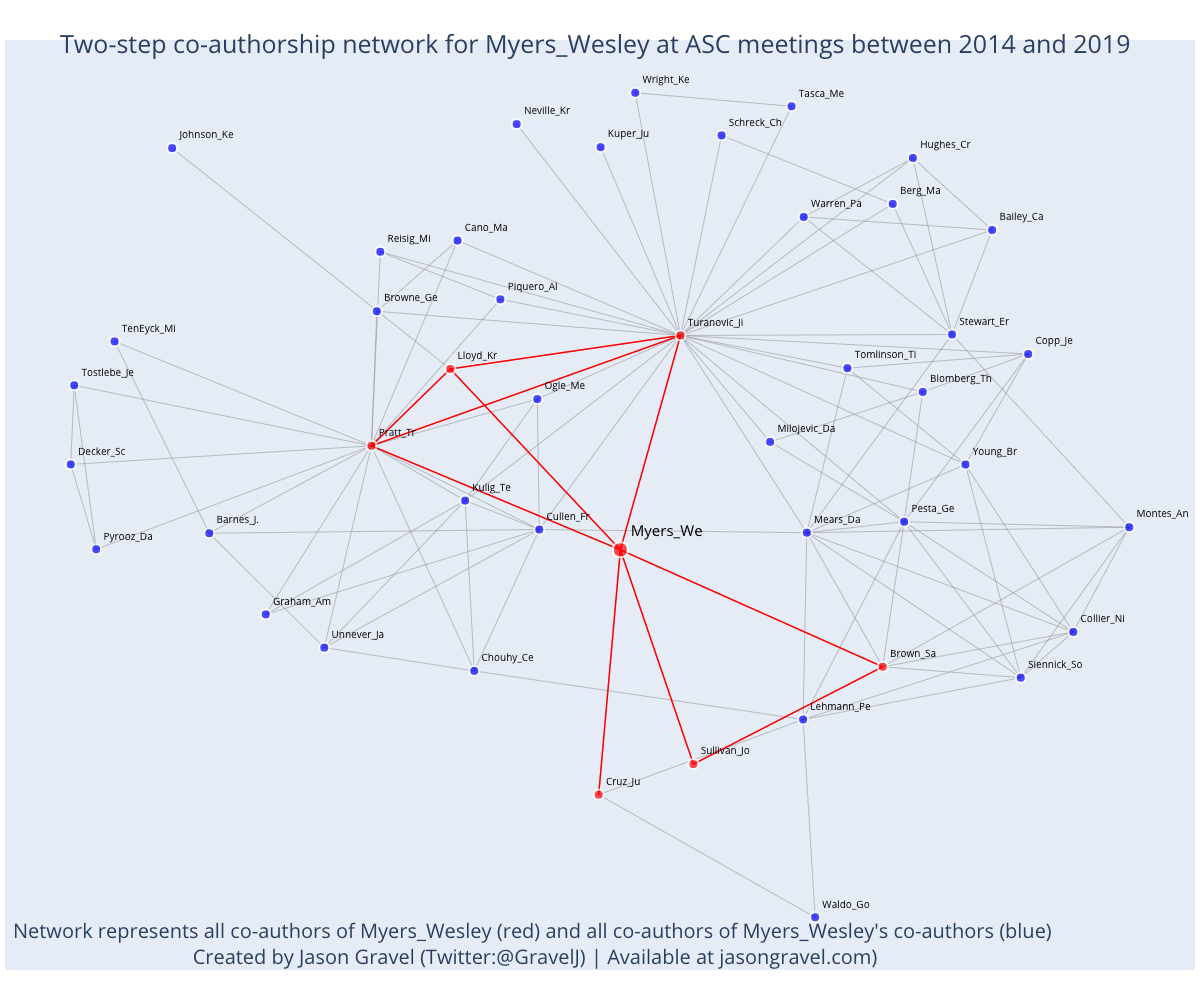 Two-step co-authorship network for Myers_Wesley at ASC meetings between 2014 and 2019
Wright_Ke
Tasca_Me
Neville_Kr
Schreck_Ch
Johnson_Ke
Kuper_Ju
Hughes_Cr
Berg_Ma
Warren_Pa
Bailey_Ca
Cano_Ma
Reisig_Mi
Piquero_Al
Browne_Ge
Turanovic_Ji
Stewart_Er
TenEyck_Mi
Copp_Je
Lloyd_Kr
Tomlinson_Ti
Tostlebe_Je
Blomberg_Th
Ogle_Me
Milojevic_Da
Pratt_Tr
Decker_Sc
Young_Br
Kulig_Te
Pesta_Ge
Montes_An
Cullen_Fr
Barnes_J.
Mears_Da
Myers_We
Pyrooz_Da
Graham_Am
Collier_Ni
Unnever_Ja
Brown_Sa
Chouhy_Ce
Siennick_So
Lehmann_Pe
Sullivan_Jo
Cruz_Ju
Waldo_Go
Network represents all co-authors of Myers_Wesley (red) and all co-authors of Myers_Wesley's co-authors (blue)
Created by Jason Gravel (Twitter:@GravelJ) | Available at jasongravel.com)